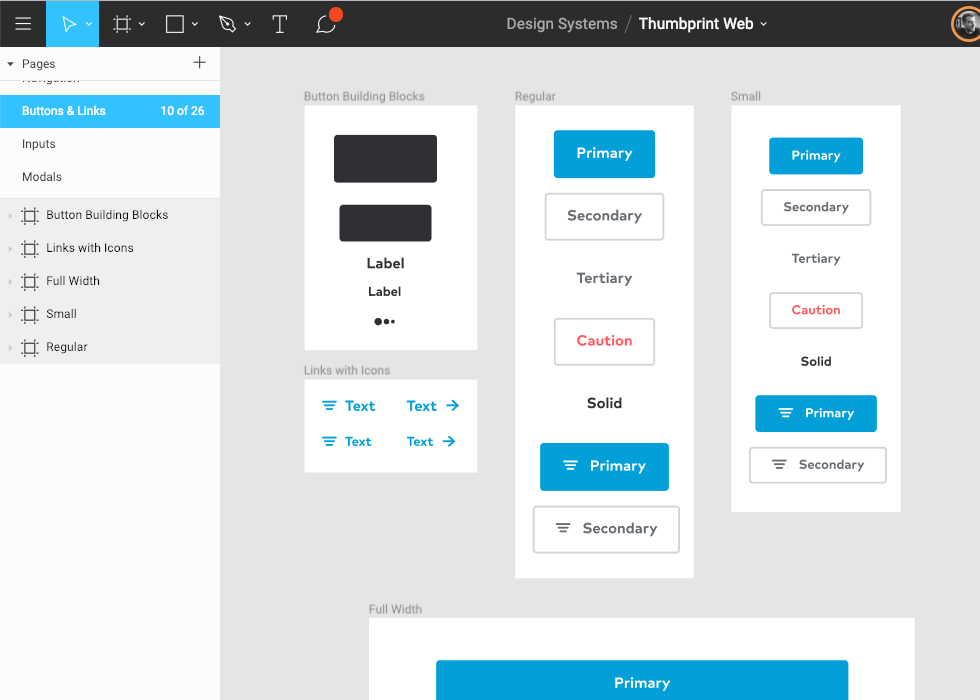 Design Systems / Thumbprint Web
Pages
Navigation
Buttons & Links 10 of 26
Inputs
Modals
Button Building Blocks
Links with Icons
Full Width
Small
Regular
Button Building Blocks
Label
Label
Links with Icons
Text Text
Text Text
Regular
Primary
Secondary
Tertiary
Caution
Solid
Primary
Secondary
Small
Primary
Secondary
Tertiary
Caution
Solid
Primary
Secondary
Full Width
Primary